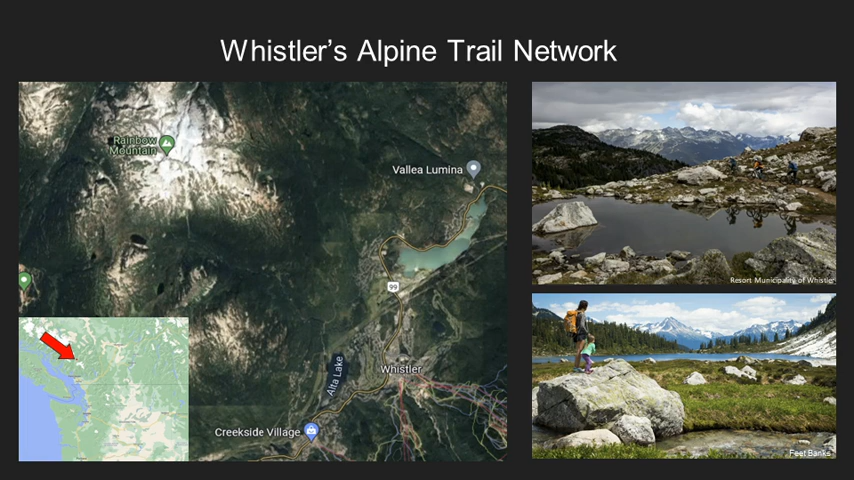 Whistler’s Alpine Trail Network
Rainbow
Mountain
Vallea Lumina
99
Alta Lake
Whistler
Creekside Village
Resort Municipality of Whistler
Feet Banks